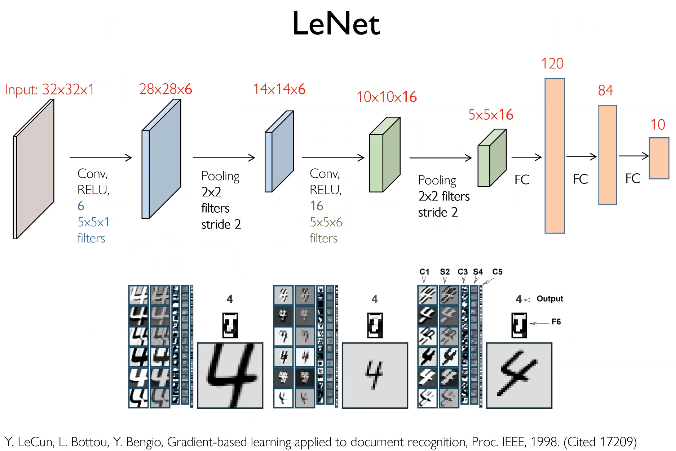 LeNet
Input: 32x32x1
28x28x6
14x14x6
10x10x16
5x5x16
120
84
10
Conv,
RELU,
6
5x5x1
filters
Pooling
2x2
filters
stride 2
Conv,
RELU,
16
5x5x6
filters
Pooling
2x2 filters
stride 2
FC
FC
FC
4
4
C1 S2 C3 S4 C5
4 Output
F6
4
4
4
Y. LeCun, L. Bottou, Y. Bengio, Gradient-based learning applied to document recognition, Proc. IEEE, 1998. (Cited 17209)